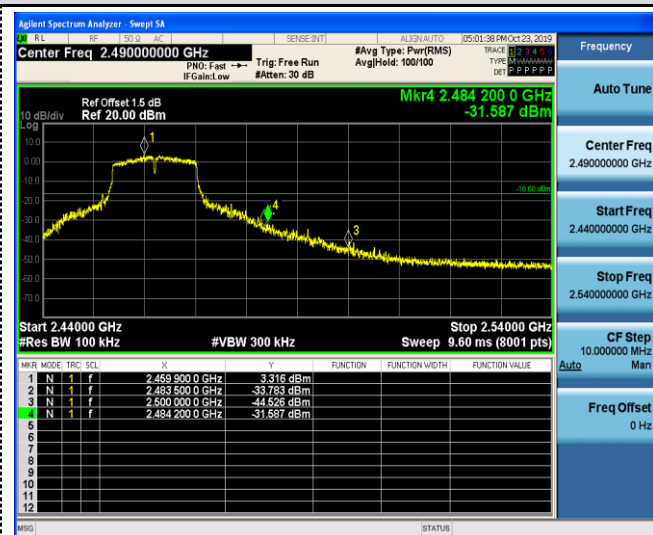 Agilent Spectrum Analyzer - Swept SA
RL RF 50 Ω AC SENSE:INT ALIGN AUTO 05:01:38 PM Oct 23, 2019
Center Freq 2.490000000 GHz
PNO: Fast
IFGain:Low
Trig: Free Run
#Atten: 30 dB
#Avg Type: Pwr(RMS)
Avg|Hold: 100/100
TRACE 1 2 3 4 5 6
TYPE M
DET P P P P P P
Frequency
Auto Tune
Center Freq
2.490000000 GHz
Start Freq
2.440000000 GHz
Stop Freq
2.540000000 GHz
CF Step
10.000000 MHz
Auto Man
Freq Offset
0 Hz
Mkr4 2.484 200 0 GHz
-31.587 dBm
Ref Offset 1.5 dB
Ref 20.00 dBm
10 dB/div
Log
10.0
0.00
-10.0
-20.0
-30.0
-40.0
-50.0
-60.0
-70.0
1
4
3
-16.68 dBm
Start 2.44000 GHz Stop 2.54000 GHz
#Res BW 100 kHz #VBW 300 kHz Sweep 9.60 ms (8001 pts)
MKR MODE TRC SCL X Y FUNCTION FUNCTION WIDTH FUNCTION VALUE
1 N 1 f 2.459 900 0 GHz 3.316 dBm
2 N 1 f 2.483 500 0 GHz -33.783 dBm
3 N 1 f 2.500 000 0 GHz -44.526 dBm
4 N 1 f 2.484 200 0 GHz -31.587 dBm
5
6
7
8
9
10
11
12
MSG STATUS